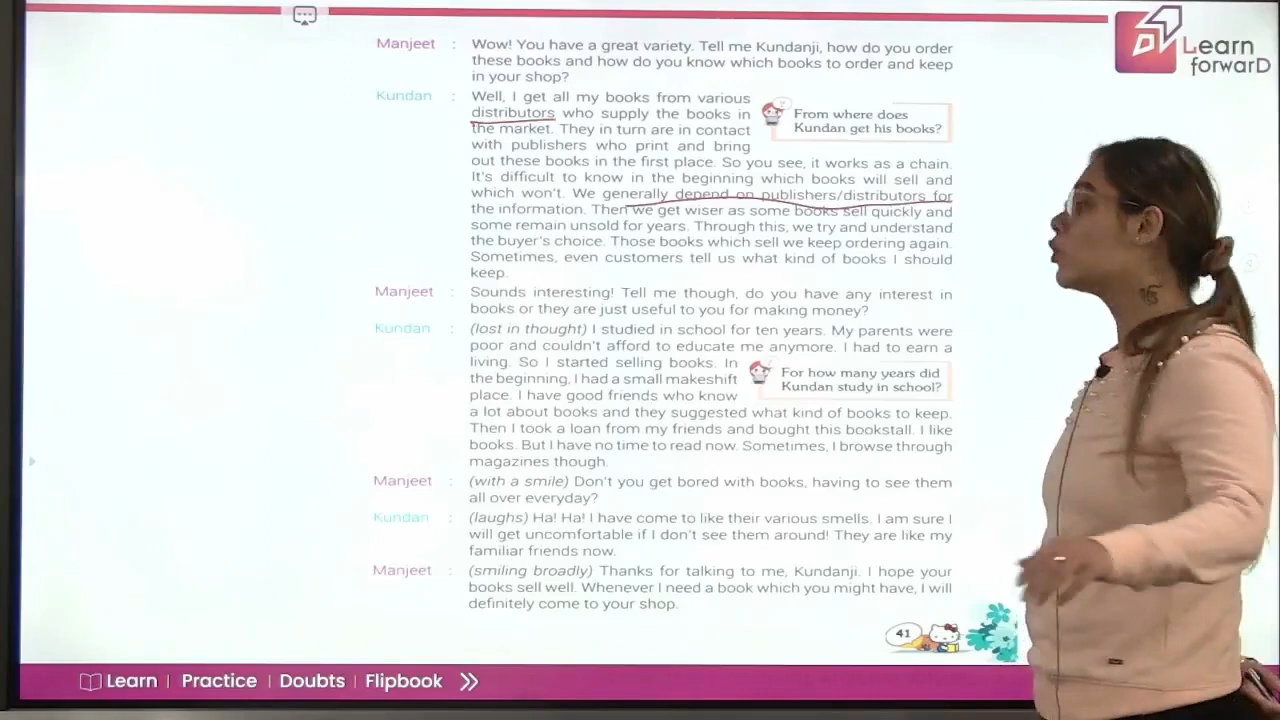 Learn
forwarD
Manjeet : Wow! You have a great variety. Tell me Kundanji, how do you order
these books and how do you know which books to order and keep
in your shop?
Kundan : Well, I get all my books from various
distributors who supply the books in
the market. They in turn are in contact
with publishers who print and bring
out these books in the first place. So you see, it works as a chain.
It's difficult to know in the beginning which books will sell and
which won't. We generally depend on publishers/distributors for
the information. Then we get wiser as some books sell quickly and
some remain unsold for years. Through this, we try and understand
the buyer's choice. Those books which sell we keep ordering again.
Sometimes, even customers tell us what kind of books I should
keep.
From where does
Kundan get his books?
Manjeet : Sounds interesting! Tell me though, do you have any interest in
books or they are just useful to you for making money?
Kundan : (lost in thought) I studied in school for ten years. My parents were
poor and couldn't afford to educate me anymore. I had to earn a
living. So I started selling books. In
the beginning, I had a small makeshift
place. I have good friends who know
a lot about books and they suggested what kind of books to keep.
Then I took a loan from my friends and bought this bookstall. I like
books. But I have no time to read now. Sometimes, I browse through
magazines though.
For how many years did
Kundan study in school?
Manjeet : (with a smile) Don't you get bored with books, having to see them
all over everyday?
Kundan : (laughs) Ha! Ha! I have come to like their various smells. I am sure I
will get uncomfortable if I don't see them around! They are like my
familiar friends now.
Manjeet : (smiling broadly) Thanks for talking to me, Kundanji. I hope your
books sell well. Whenever I need a book which you might have, I will
definitely come to your shop.
41
Learn | Practice | Doubts | Flipbook